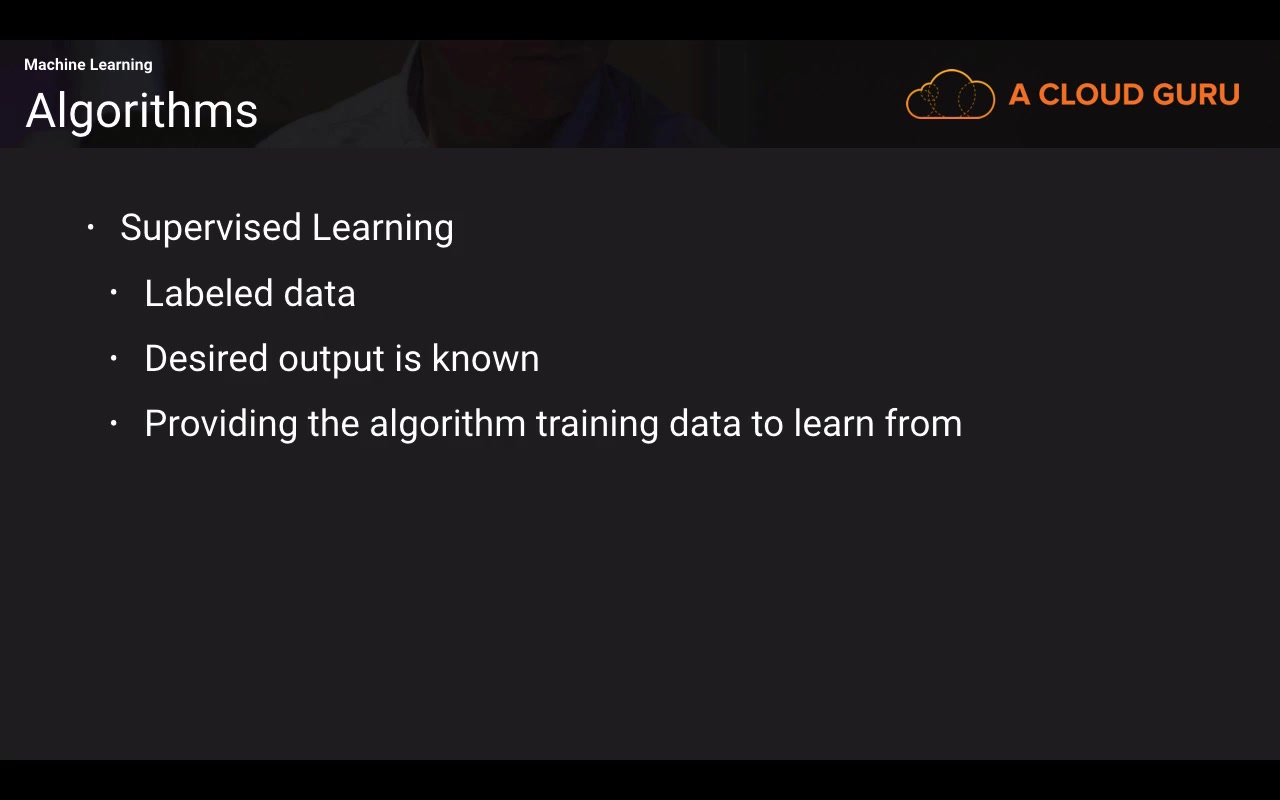 Machine Learning
Algorithms
A CLOUD GURU
· Supervised Learning
· Labeled data
· Desired output is known
· Providing the algorithm training data to learn from